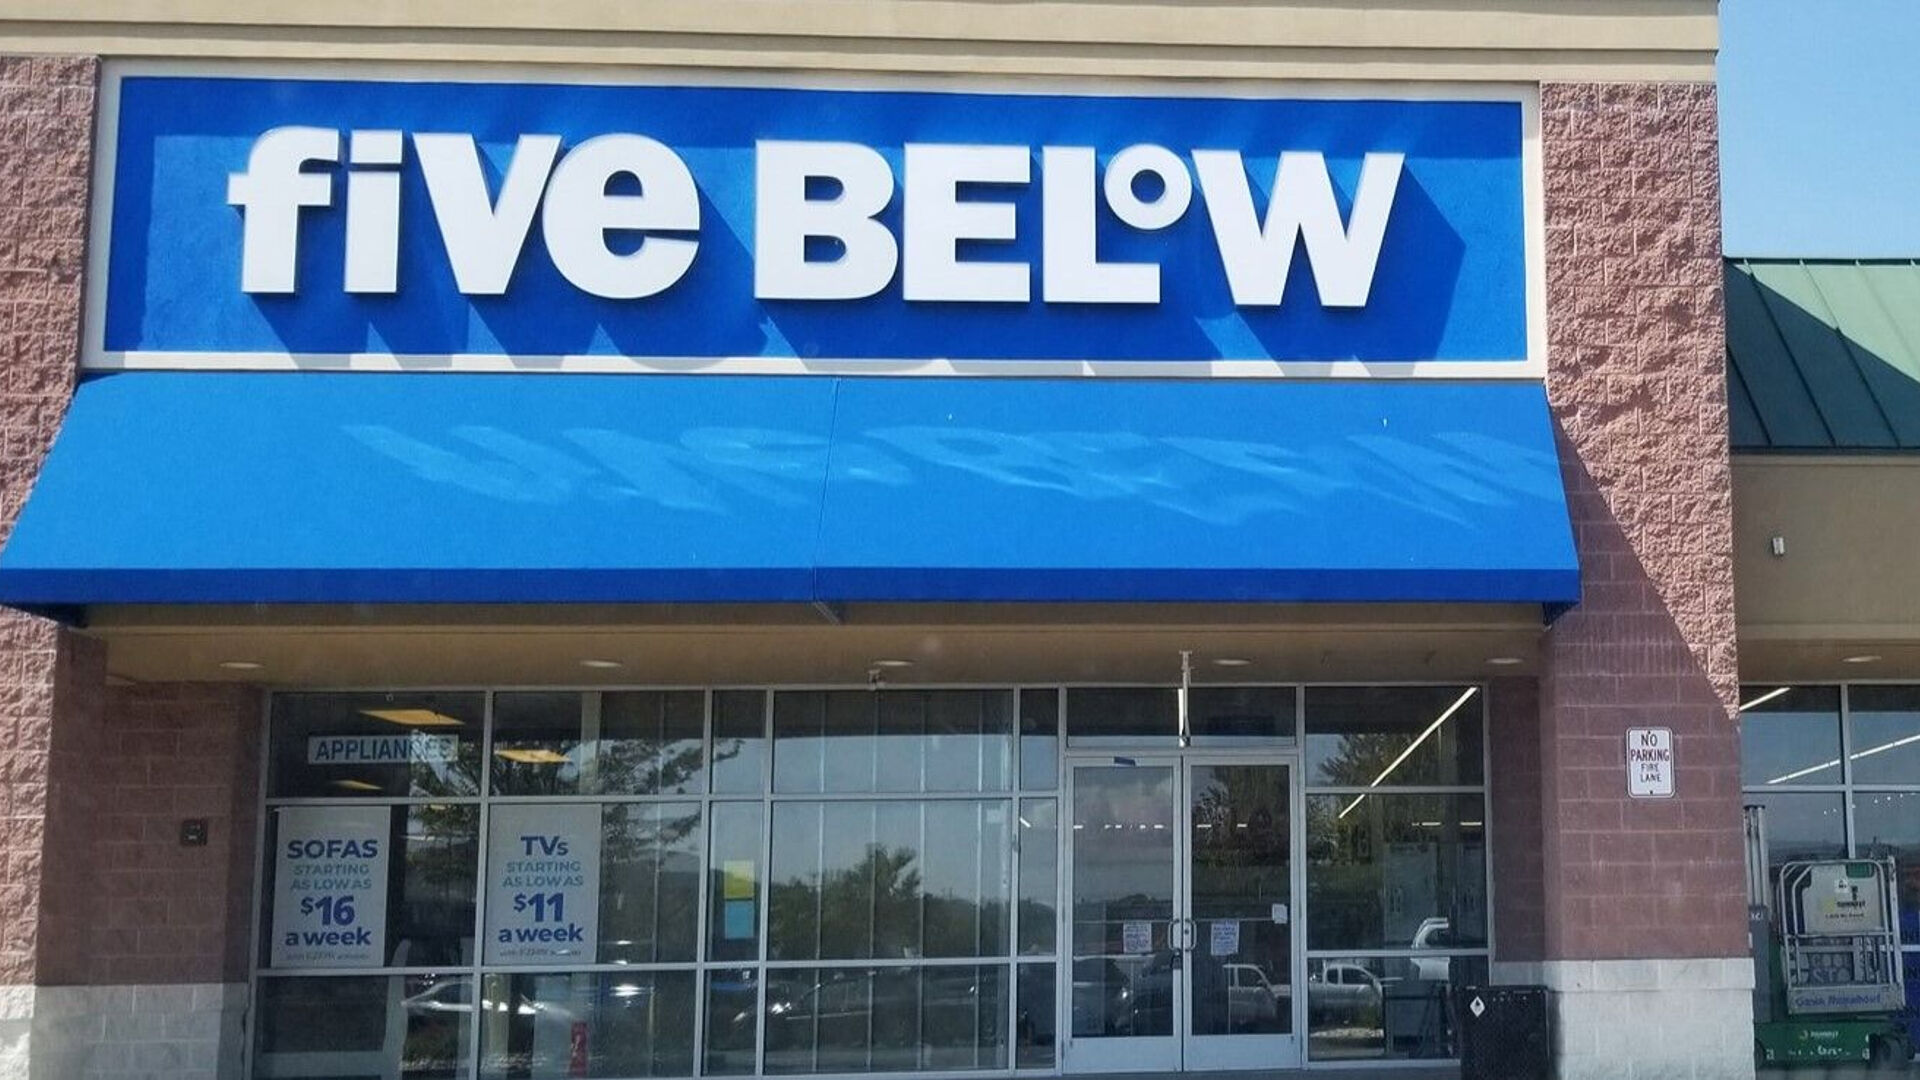 five BELOW
APPLIANCES
SOFAS
STARTING
AS LOW AS
$16
a week
TVs
STARTING
AS LOW AS
$11
a week
NO
PARKING
FIRE
LANE